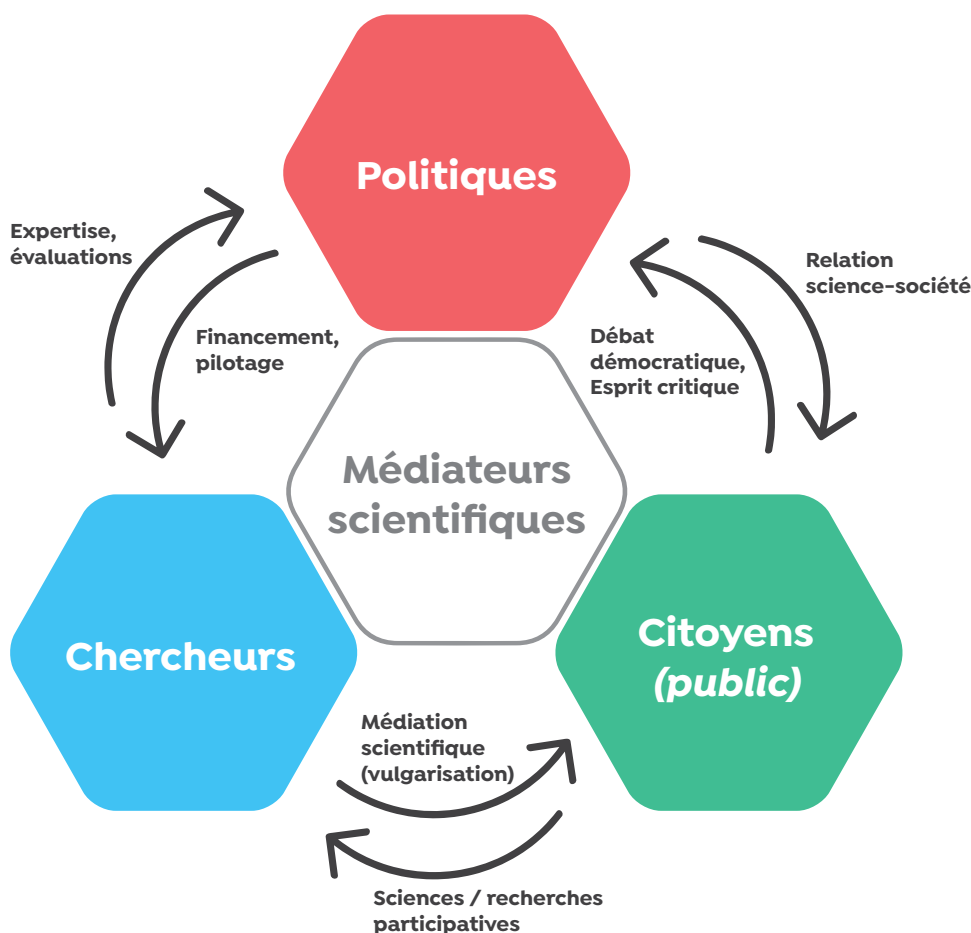 Politiques
Expertise,
évaluations
Relation
science-société
Financement,
pilotage
Débat
démocratique,
Esprit critique
Médiateurs
scientifiques
Chercheurs
Citoyens
(public)
Médiation
scientifique
(vulgarisation)
Sciences / recherches
participatives